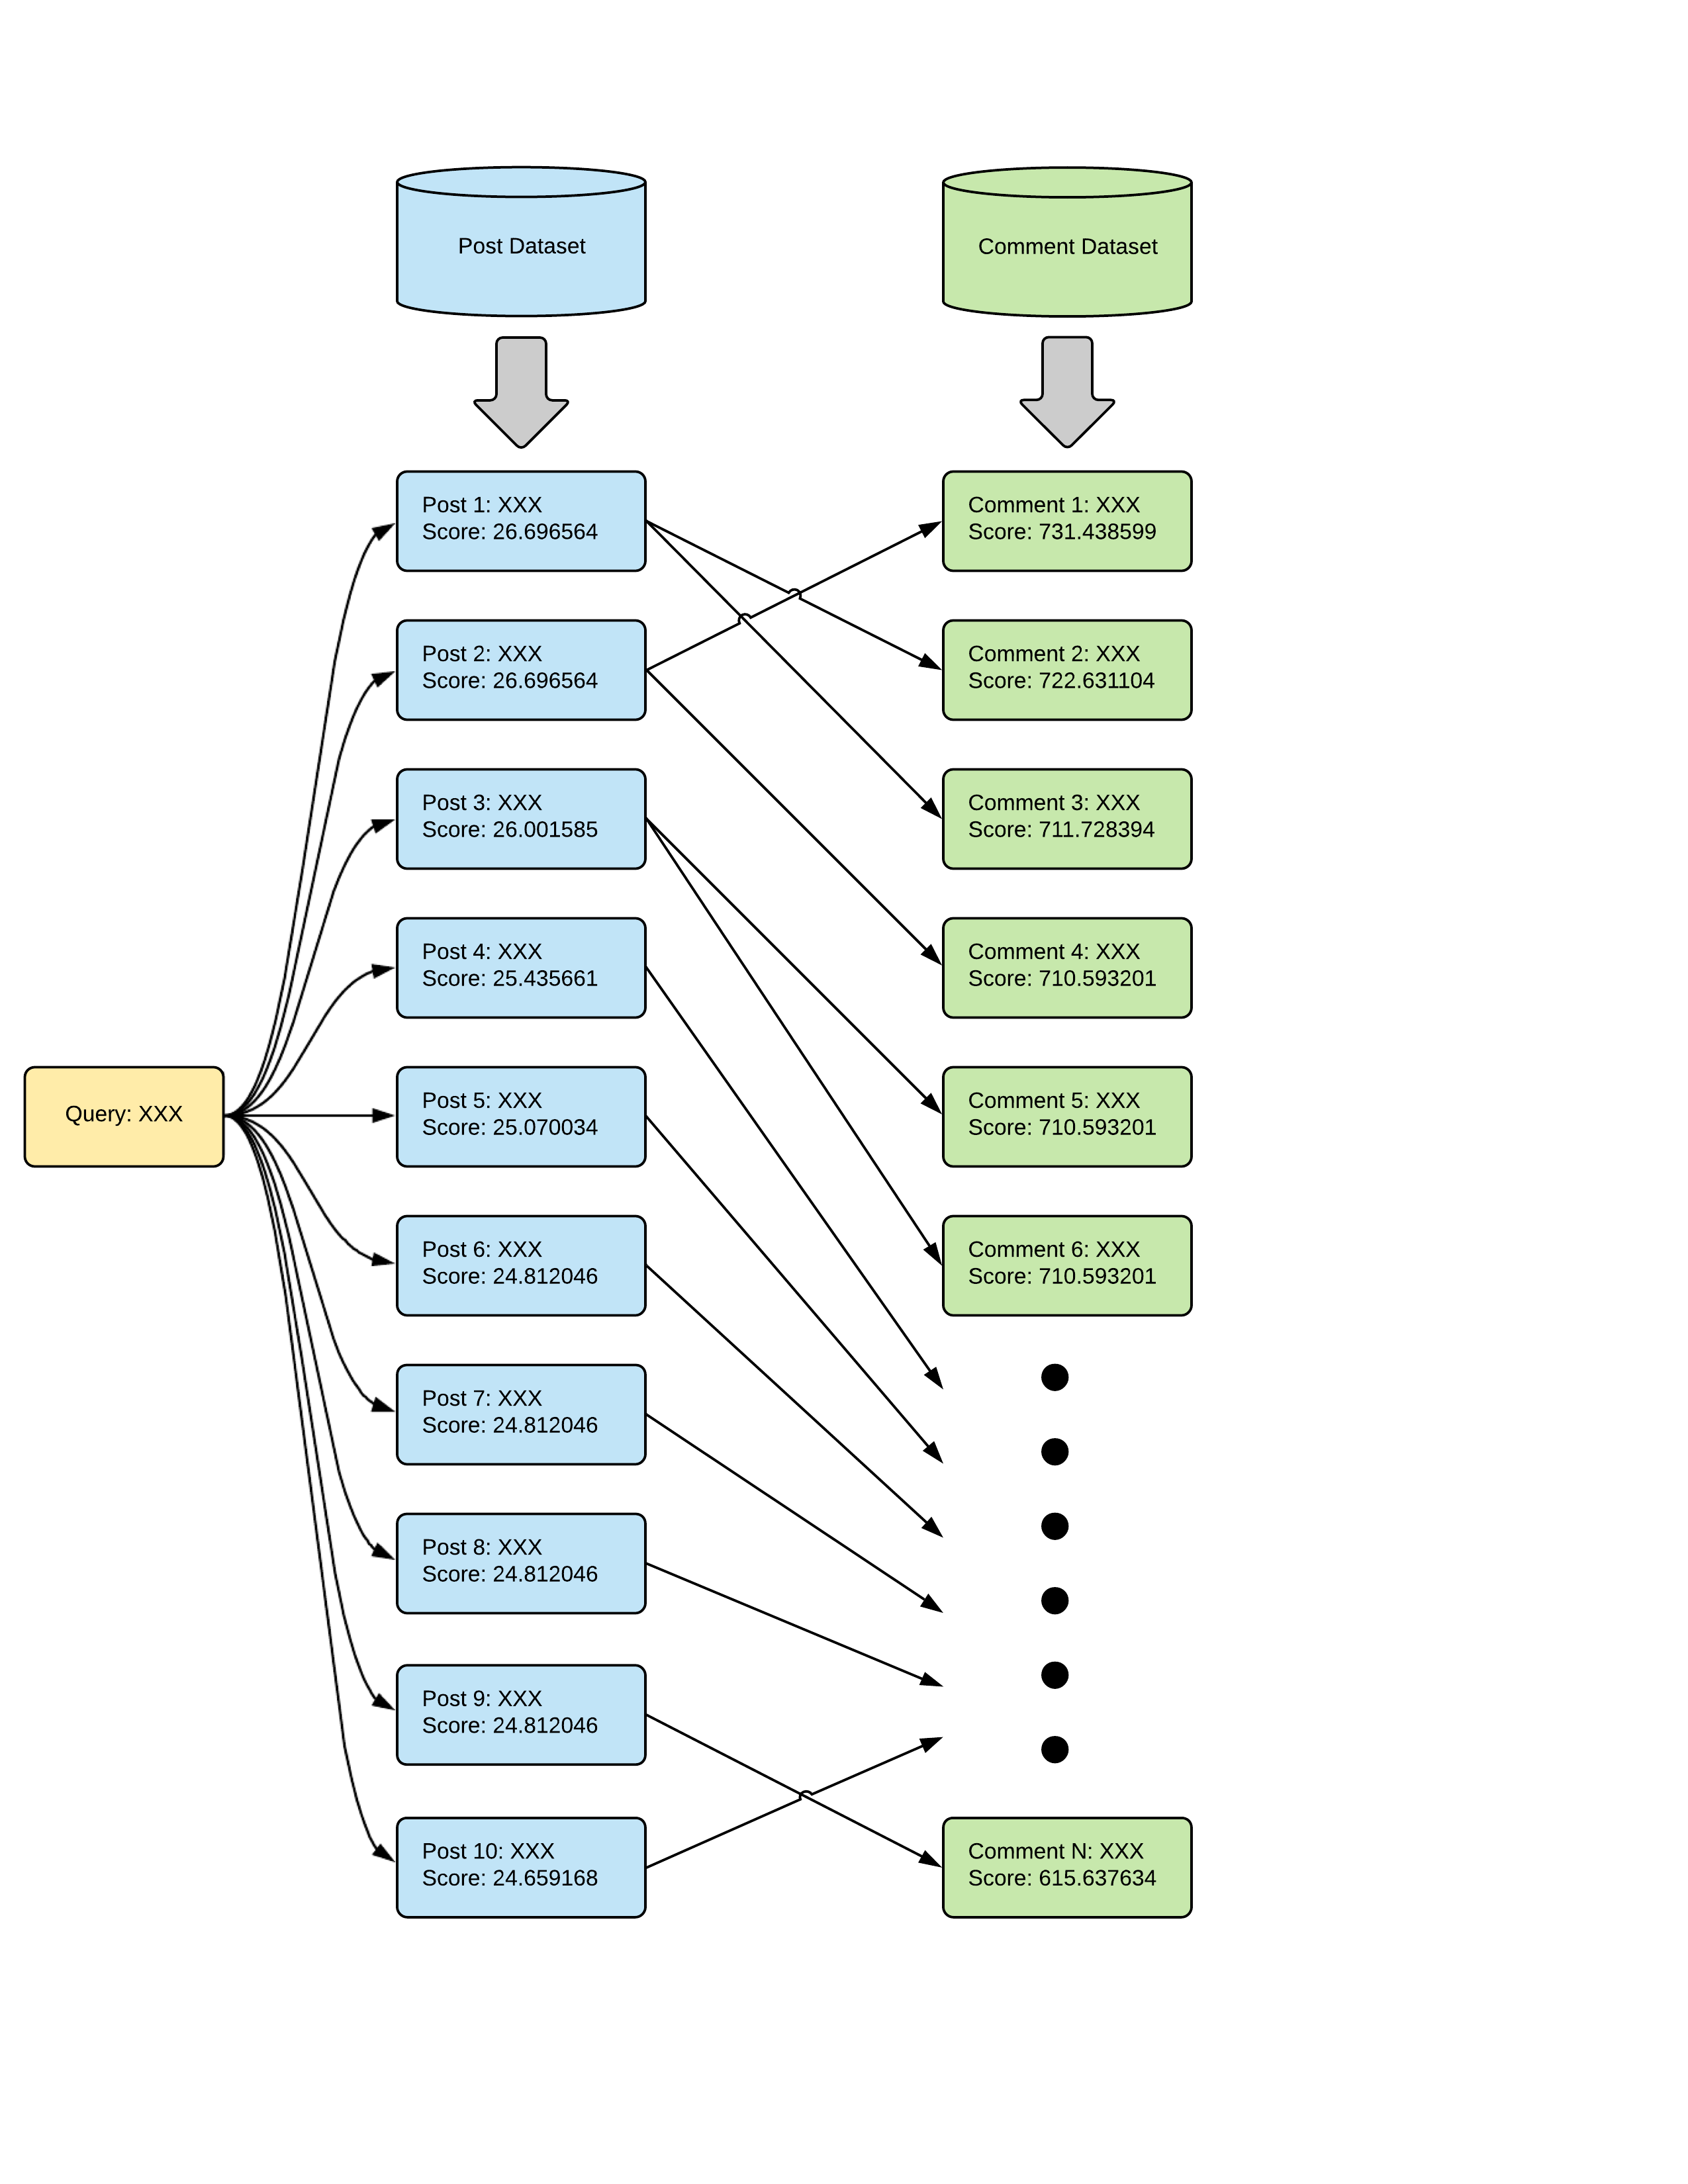 Post Dataset
Comment Dataset
Query: XXX
Post 1: XXX
Score: 26.696564
Post 2: XXX
Score: 26.696564
Post 3: XXX
Score: 26.001585
Post 4: XXX
Score: 25.435661
Post 5: XXX
Score: 25.070034
Post 6: XXX
Score: 24.812046
Post 7: XXX
Score: 24.812046
Post 8: XXX
Score: 24.812046
Post 9: XXX
Score: 24.812046
Post 10: XXX
Score: 24.659168
Comment 1: XXX
Score: 731.438599
Comment 2: XXX
Score: 722.631104
Comment 3: XXX
Score: 711.728394
Comment 4: XXX
Score: 710.593201
Comment 5: XXX
Score: 710.593201
Comment 6: XXX
Score: 710.593201
Comment N: XXX
Score: 615.637634